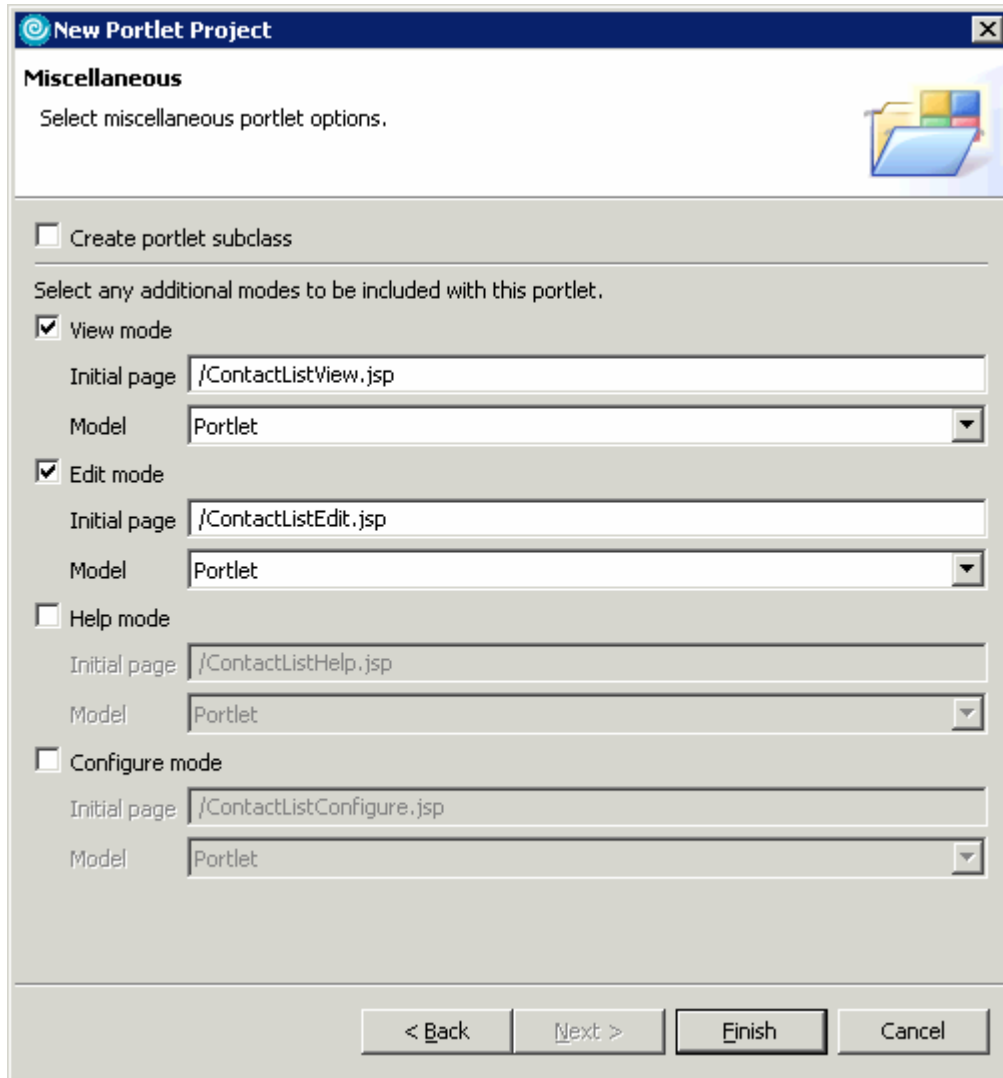 New Portlet Project
Miscellaneous
Select miscellaneous portlet options.
Create portlet subclass
Select any additional modes to be included with this portlet.
View mode
Initial page /ContactListView.jsp
Model Portlet
Edit mode
Initial page /ContactListEdit.jsp
Model Portlet
Help mode
Initial page /ContactListHelp.jsp
Model Portlet
Configure mode
Initial page /ContactListConfigure.jsp
Model Portlet
< Back Next > Finish Cancel